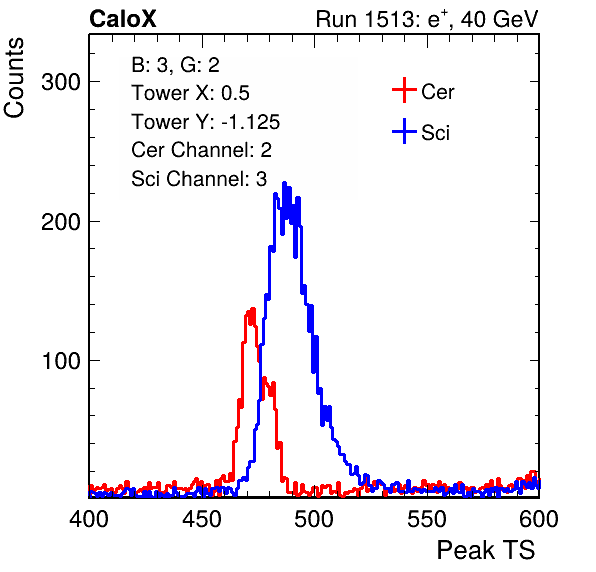 CaloX Run 1513: e⁺, 40 GeV
Counts
B: 3, G: 2
Tower X: 0.5
Tower Y: -1.125
Cer Channel: 2
Sci Channel: 3
Cer
Sci
300
200
100
400 450 500 550 600
Peak TS